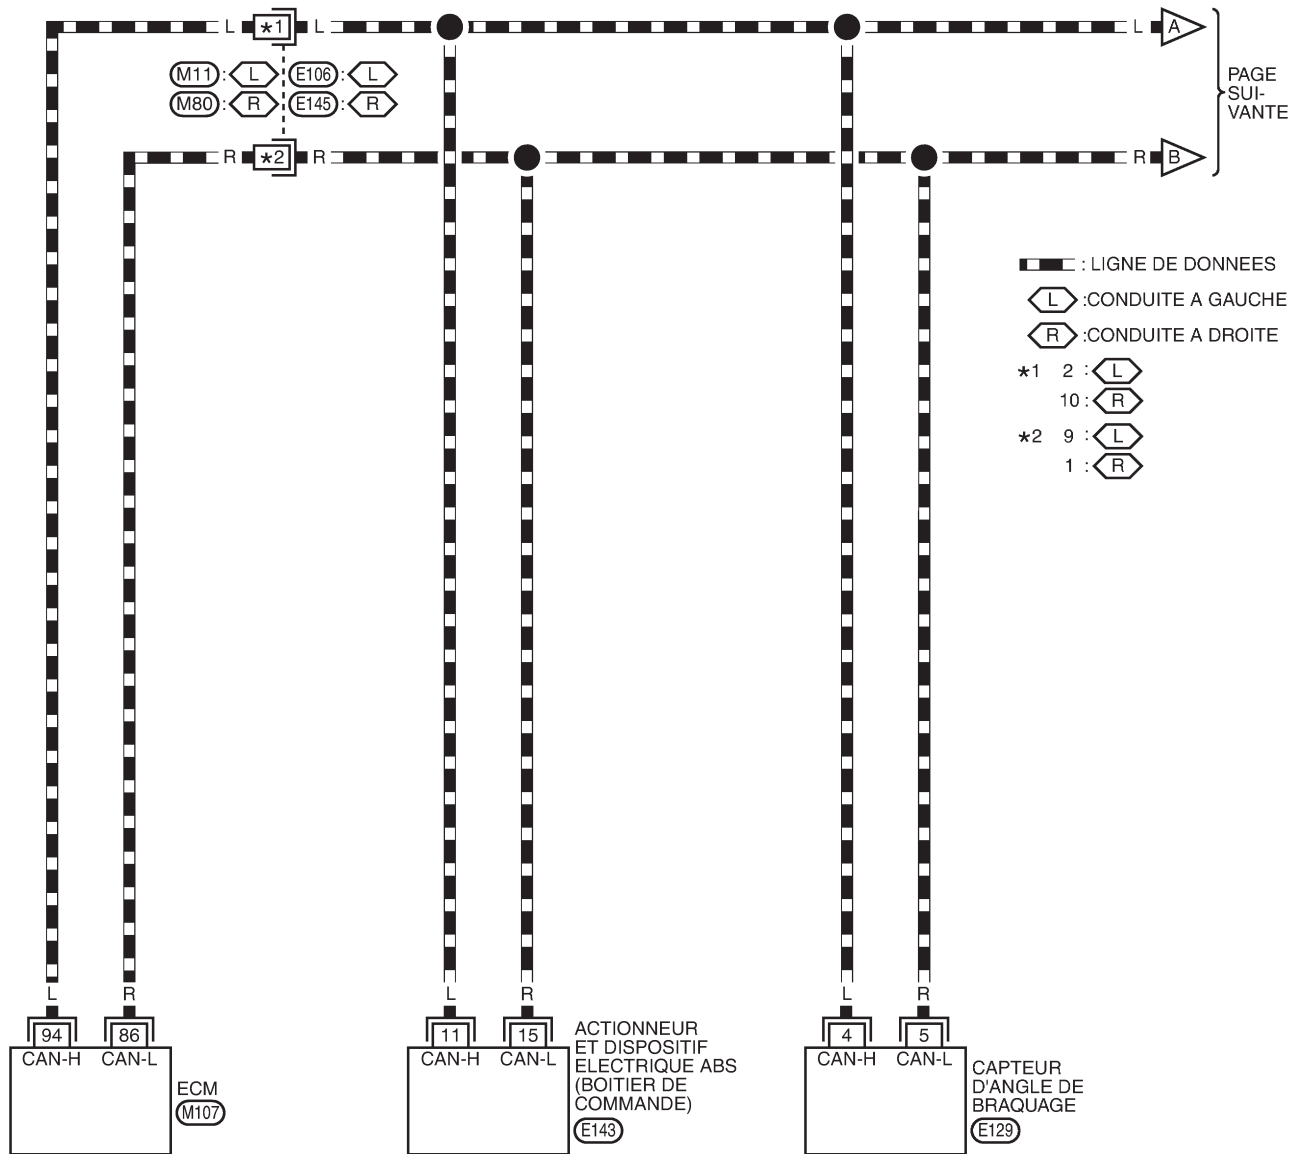 L *1 L L A
M11 : L E106 : L
M80 : R E145 : R
PAGE
SUI-
VANTE
R *2 R R B
: LIGNE DE DONNEES
L :CONDUITE A GAUCHE
R :CONDUITE A DROITE
*1 2 : L
10 : R
*2 9 : L
1 : R
L R L R L R
94 86 11 15 4 5
CAN-H CAN-L CAN-H CAN-L CAN-H CAN-L
ECM
M107
ACTIONNEUR
ET DISPOSITIF
ELECTRIQUE ABS
(BOITIER DE
COMMANDE)
E143
CAPTEUR
D'ANGLE DE
BRAQUAGE
E129